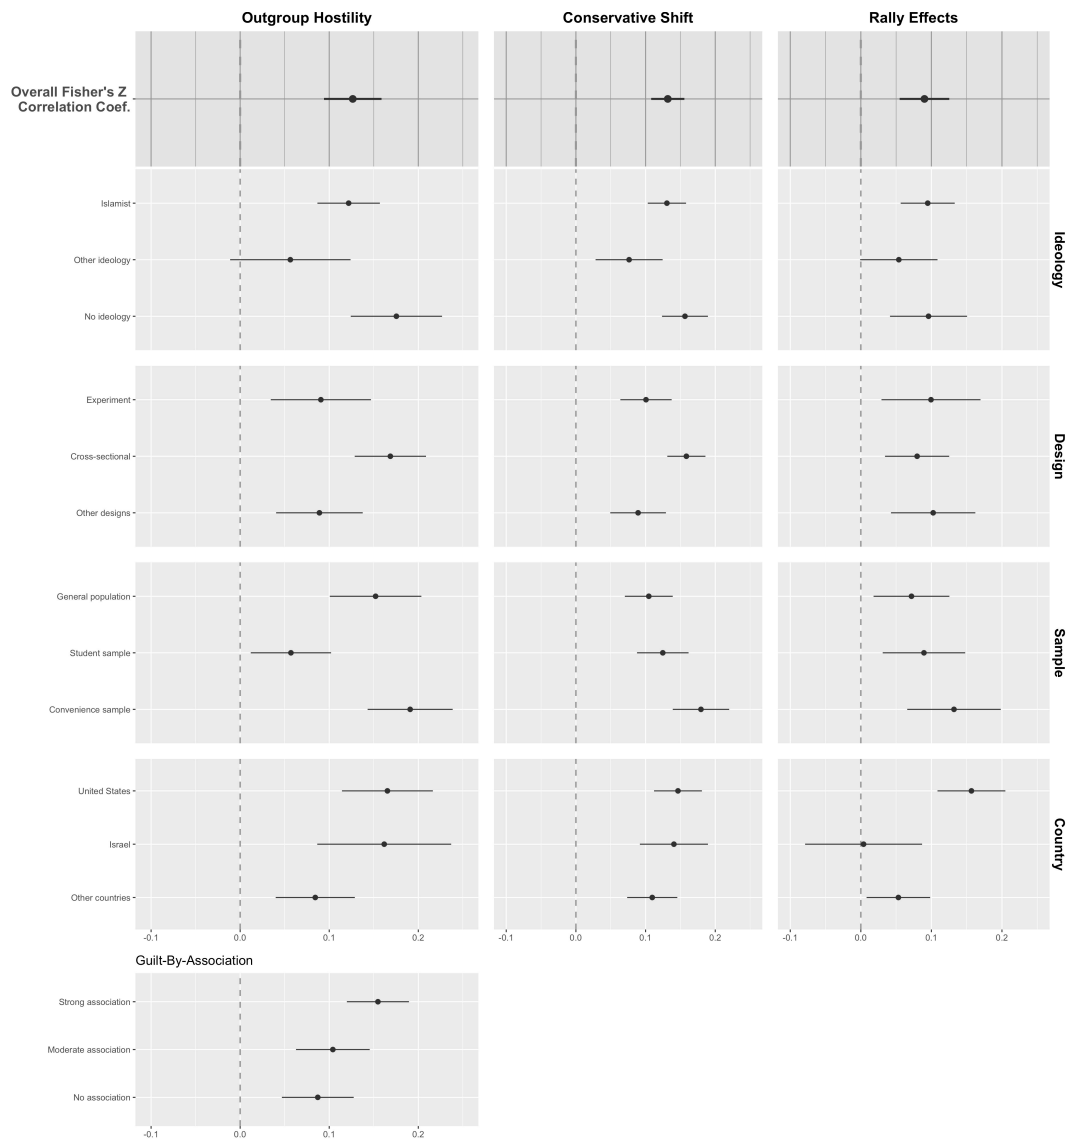 Outgroup Hostility
Conservative Shift
Rally Effects
Overall Fisher's Z
Correlation Coef.
Islamist
Other ideology
No ideology
Ideology
Experiment
Cross-sectional
Other designs
Design
General population
Student sample
Convenience sample
Sample
United States
Israel
Other countries
Country
-0.1 0.0 0.1 0.2
-0.1 0.0 0.1 0.2
-0.1 0.0 0.1 0.2
Guilt-By-Association
Strong association
Moderate association
No association
-0.1 0.0 0.1 0.2